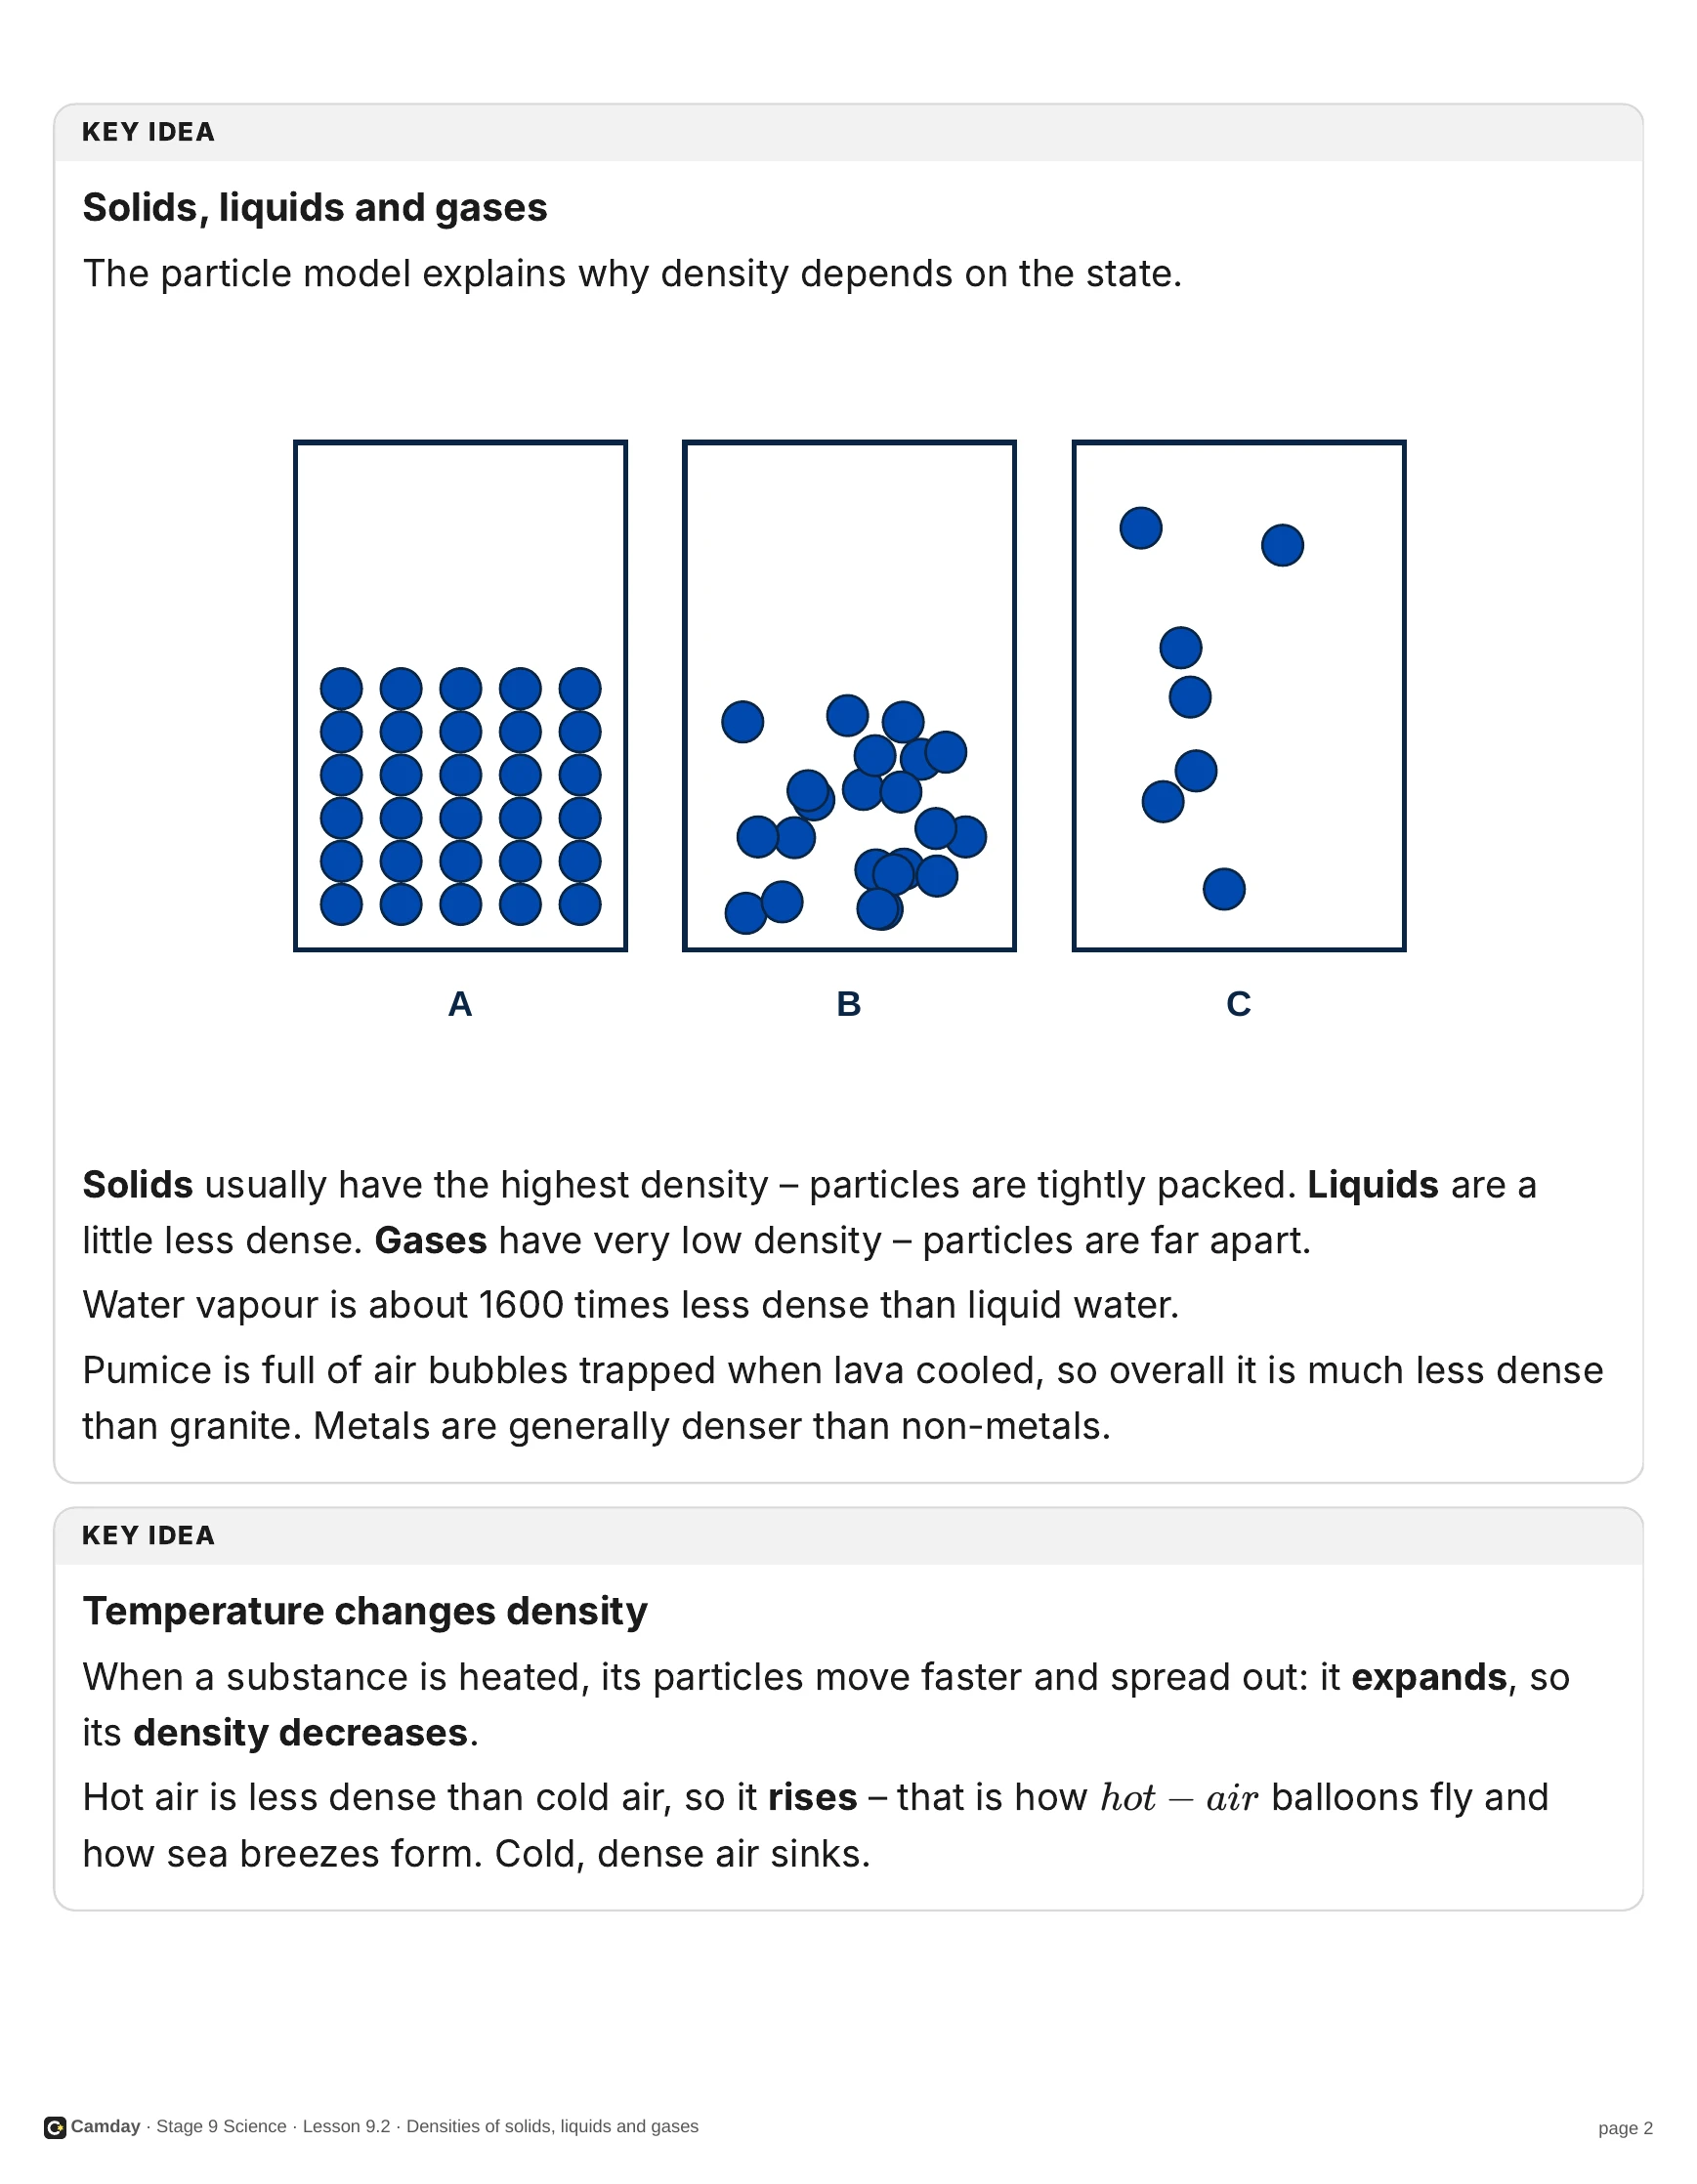 KEY IDEA
Solids, liquids and gases
The particle model explains why density depends on the state.
A B C
Solids usually have the highest density – particles are tightly packed. Liquids are a
little less dense. Gases have very low density – particles are far apart.
Water vapour is about 1600 times less dense than liquid water.
Pumice is full of air bubbles trapped when lava cooled, so overall it is much less dense
than granite. Metals are generally denser than non-metals.
KEY IDEA
Temperature changes density
When a substance is heated, its particles move faster and spread out: it expands, so
its density decreases.
Hot air is less dense than cold air, so it rises – that is how hot − air balloons fly and
how sea breezes form. Cold, dense air sinks.
Camday · Stage 9 Science · Lesson 9.2 · Densities of solids, liquids and gases page 2